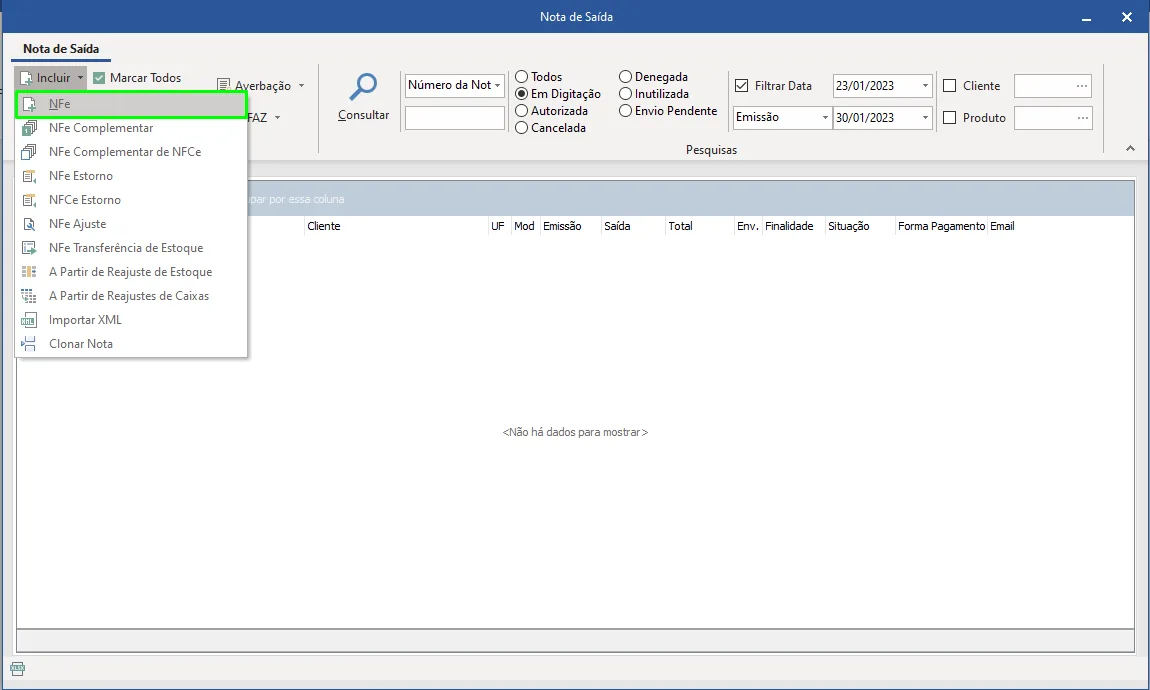 Nota de Saída
Nota de Saída
Incluir
Marcar Todos
Averbação
FAZ
NFe
NFe Complementar
NFe Complementar de NFCe
NFe Estorno
NFCe Estorno
NFe Ajuste
NFe Transferência de Estoque
A Partir de Reajuste de Estoque
A Partir de Reajustes de Caixas
Importar XML
Clonar Nota
Consultar
Número da Not
Todos
Em Digitação
Autorizada
Cancelada
Denegada
Inutilizada
Envio Pendente
Filtrar Data
23/01/2023
Emissão
30/01/2023
Cliente
...
Produto
...
Pesquisas
par por essa coluna
Cliente UF Mod Emissão Saída Total Env. Finalidade Situação Forma Pagamento Email
<Não há dados para mostrar>